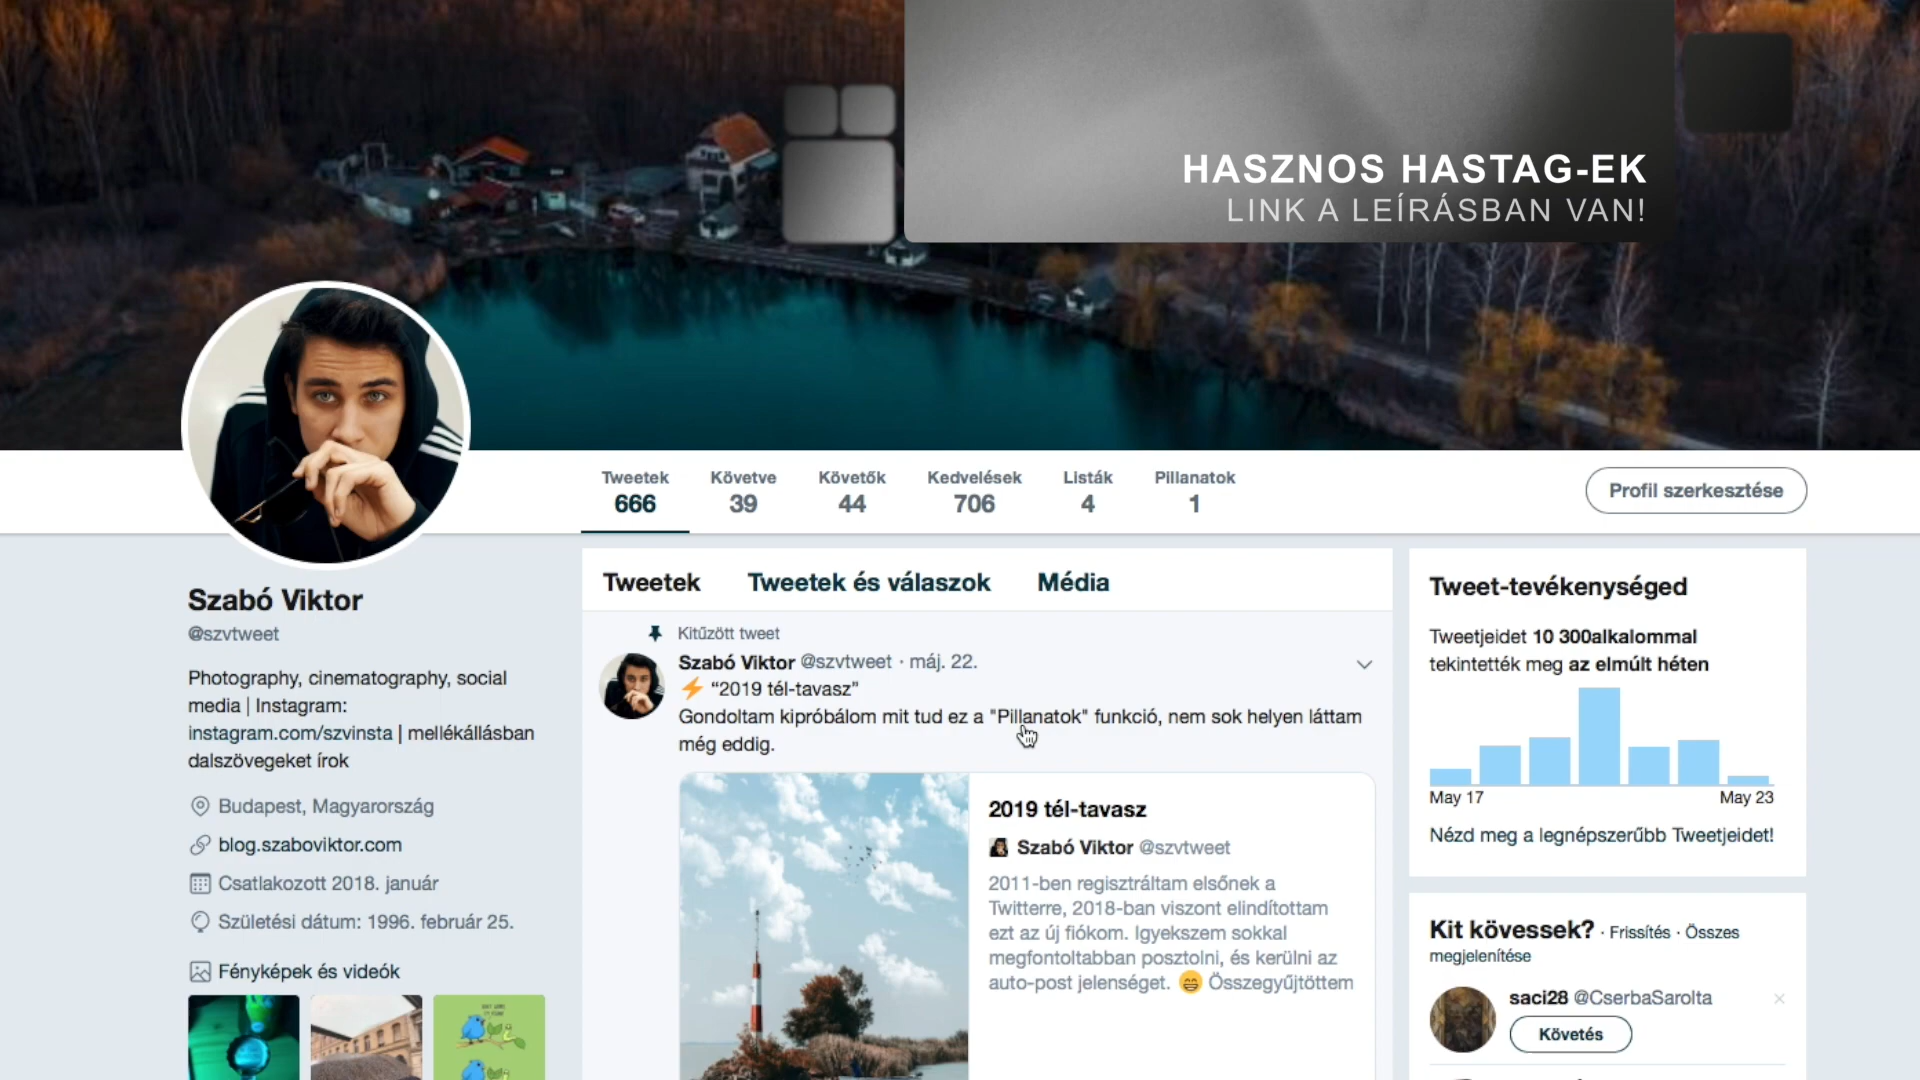 HASZNOS HASTAG-EK
LINK A LEÍRÁSBAN VAN!
Tweetek
666
Követve
39
Követők
44
Kedvelések
706
Listák
4
Pillanatok
1
Profil szerkesztése
Szabó Viktor
@szvtweet
Photography, cinematography, social
media | Instagram:
instagram.com/szvinsta | mellékállásban
dalszövegeket írok
Budapest, Magyarország
blog.szaboviktor.com
Csatlakozott 2018. január
Születési dátum: 1996. február 25.
Fényképek és videók
Tweetek
Tweetek és válaszok
Média
Kitűzött tweet
Szabó Viktor @szvtweet · máj. 22.
⚡ “2019 tél-tavasz”
Gondoltam kipróbálom mit tud ez a "Pillanatok" funkció, nem sok helyen láttam
még eddig.
2019 tél-tavasz
Szabó Viktor @szvtweet
2011-ben regisztráltam elsőnek a
Twitterre, 2018-ban viszont elindítottam
ezt az új fiókom. Igyekszem sokkal
megfontoltabban posztolni, és kerülni az
auto-post jelenséget. 😁 Összegyűjtöttem
Tweet-tevékenységed
Tweetjeidet 10 300alkalommal
tekintették meg az elmúlt héten
May 17
May 23
Nézd meg a legnépszerűbb Tweetjeidet!
Kit kövessek? · Frissítés · Összes
megjelenítése
saci28 @CserbaSarolta
Követés